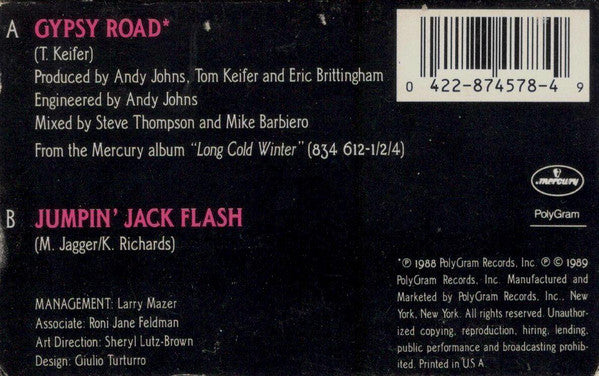 A GYPSY ROAD*
(T. Keifer)
Produced by Andy Johns, Tom Keifer and Eric Brittingham
Engineered by Andy Johns
Mixed by Steve Thompson and Mike Barbiero
From the Mercury album "Long Cold Winter" (834 612-1/2/4)
0 422-874578-4 9
mercury
PolyGram
B JUMPIN' JACK FLASH
(M. Jagger/K. Richards)
MANAGEMENT: Larry Mazer
Associate: Roni Jane Feldman
Art Direction: Sheryl Lutz-Brown
Design: Giulio Turturro
*℗ 1988 PolyGram Records, Inc. ℗ © 1989
PolyGram Records, Inc. Manufactured and
Marketed by PolyGram Records, Inc., New
York, New York. All rights reserved. Unauthor-
ized copying, reproduction, hiring, lending,
public performance and broadcasting prohib-
ited. Printed in U.S.A.